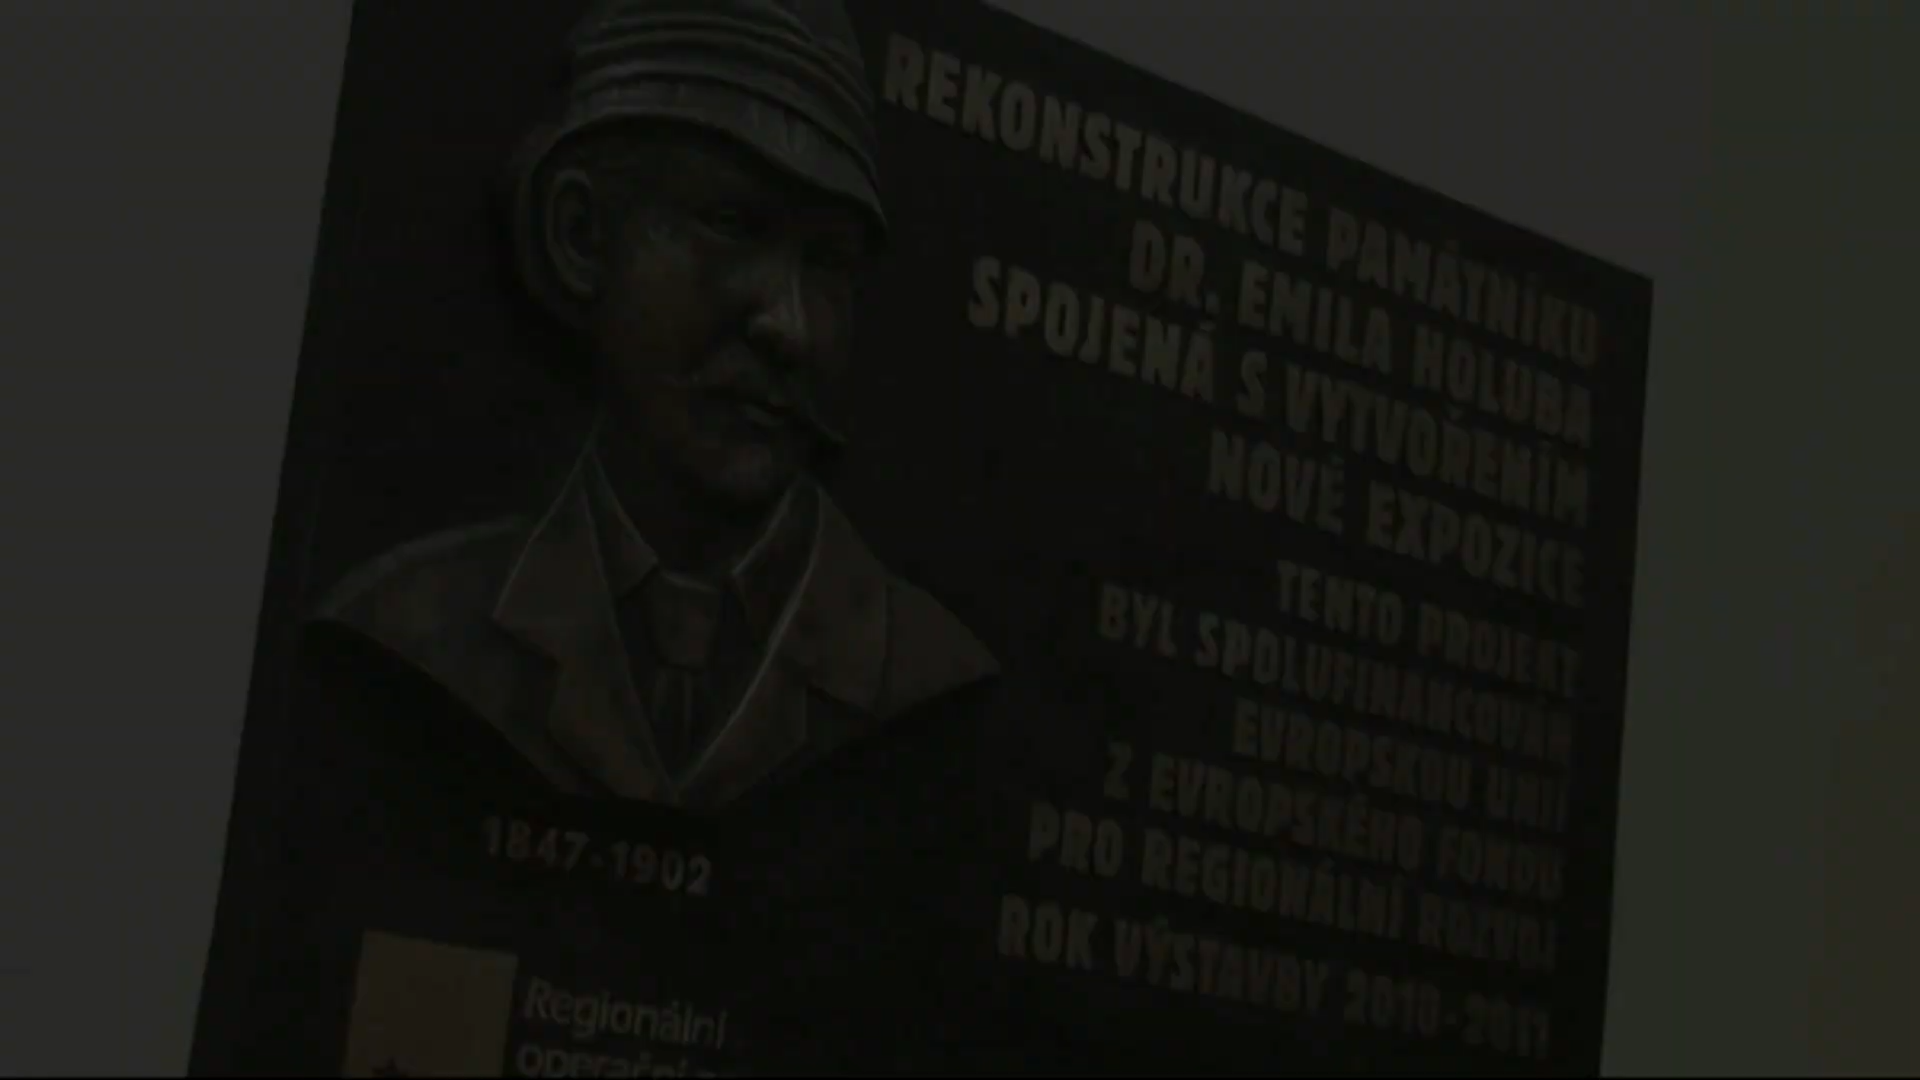 REKONSTRUKCE PAMÁTNÍKU
DR. EMILA HOLUBA
SPOJENÁ S VYTVOŘENÍM
NOVÉ EXPOZICE
TENTO PROJEKT
BYL SPOLUFINANCOVÁN
EVROPSKOU UNIÍ
Z EVROPSKÉHO FONDU
PRO REGIONÁLNÍ ROZVOJ
ROK VÝSTAVBY 2010-2011
1847-1902
Regionální
operační